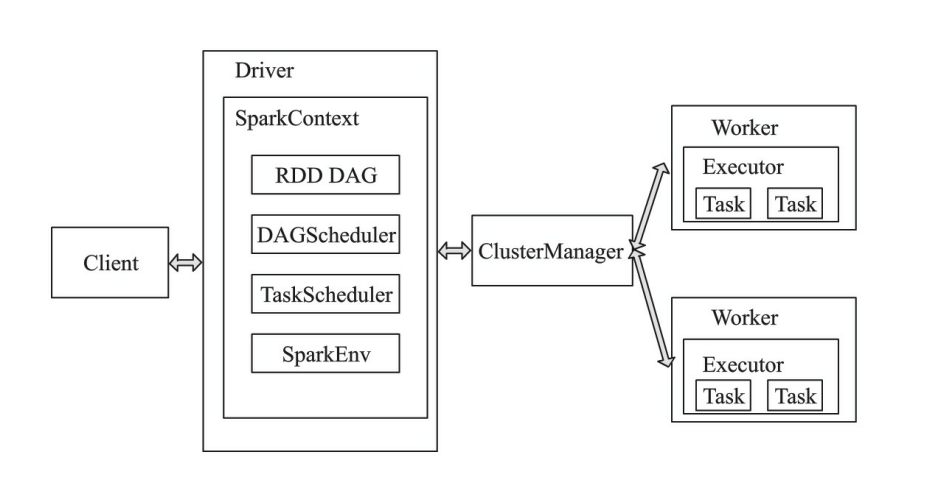 Driver
SparkContext
RDD DAG
DAGScheduler
TaskScheduler
SparkEnv
Client
ClusterManager
Worker
Executor
Task Task
Worker
Executor
Task Task